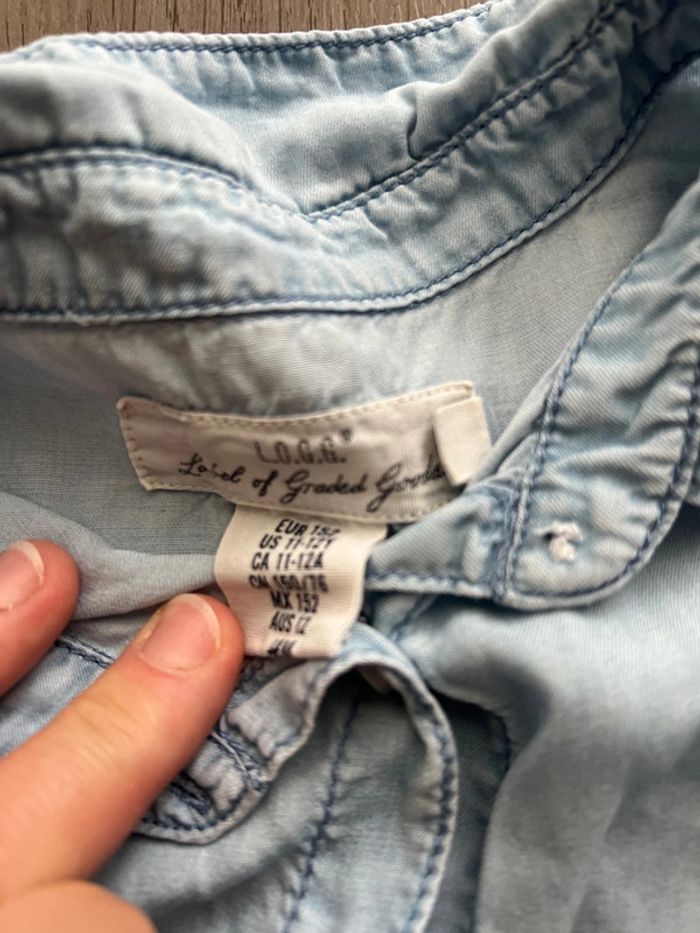 L.O.G.G.®
Label of Graded Goods
EUR 152
US 11-12Y
CA 11-12A
CN 150/76
MX 152
AUS 12